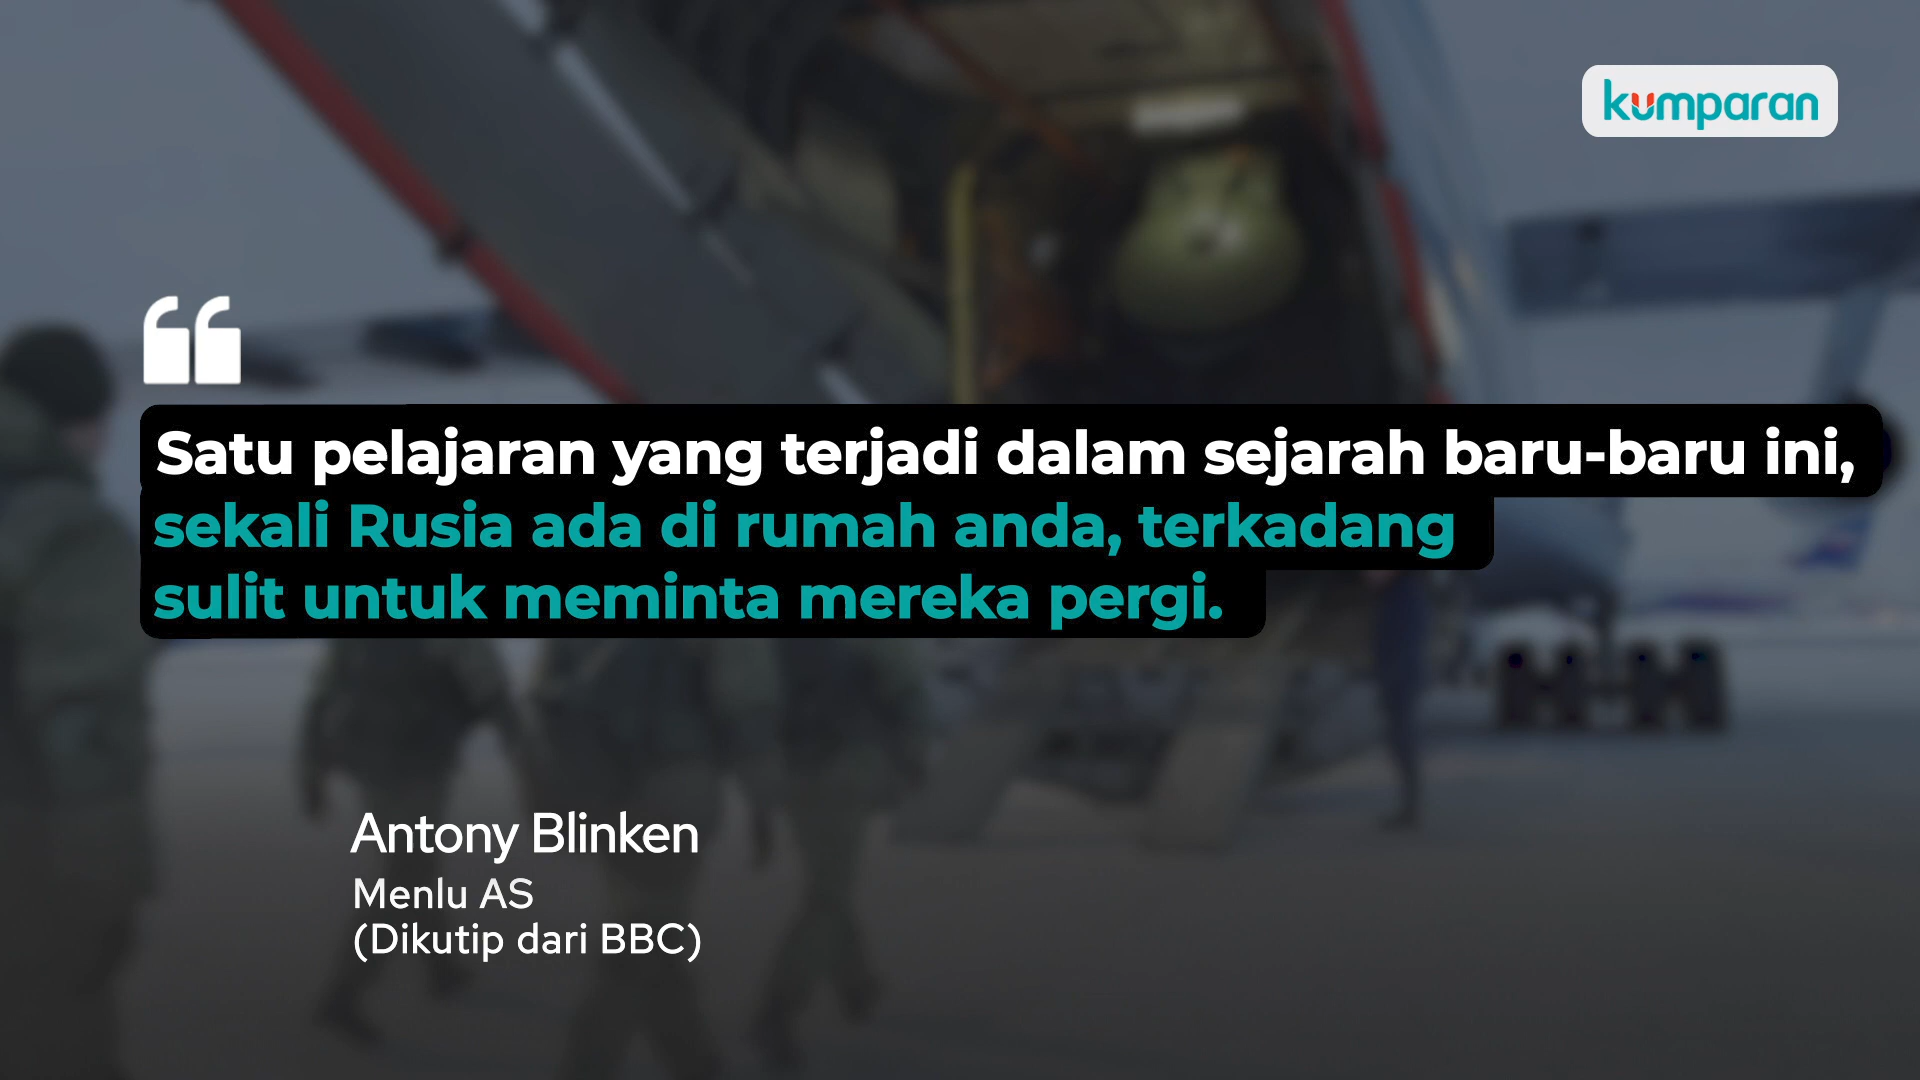 kumparan
Satu pelajaran yang terjadi dalam sejarah baru-baru ini,
sekali Rusia ada di rumah anda, terkadang
sulit untuk meminta mereka pergi.
Antony Blinken
Menlu AS
(Dikutip dari BBC)